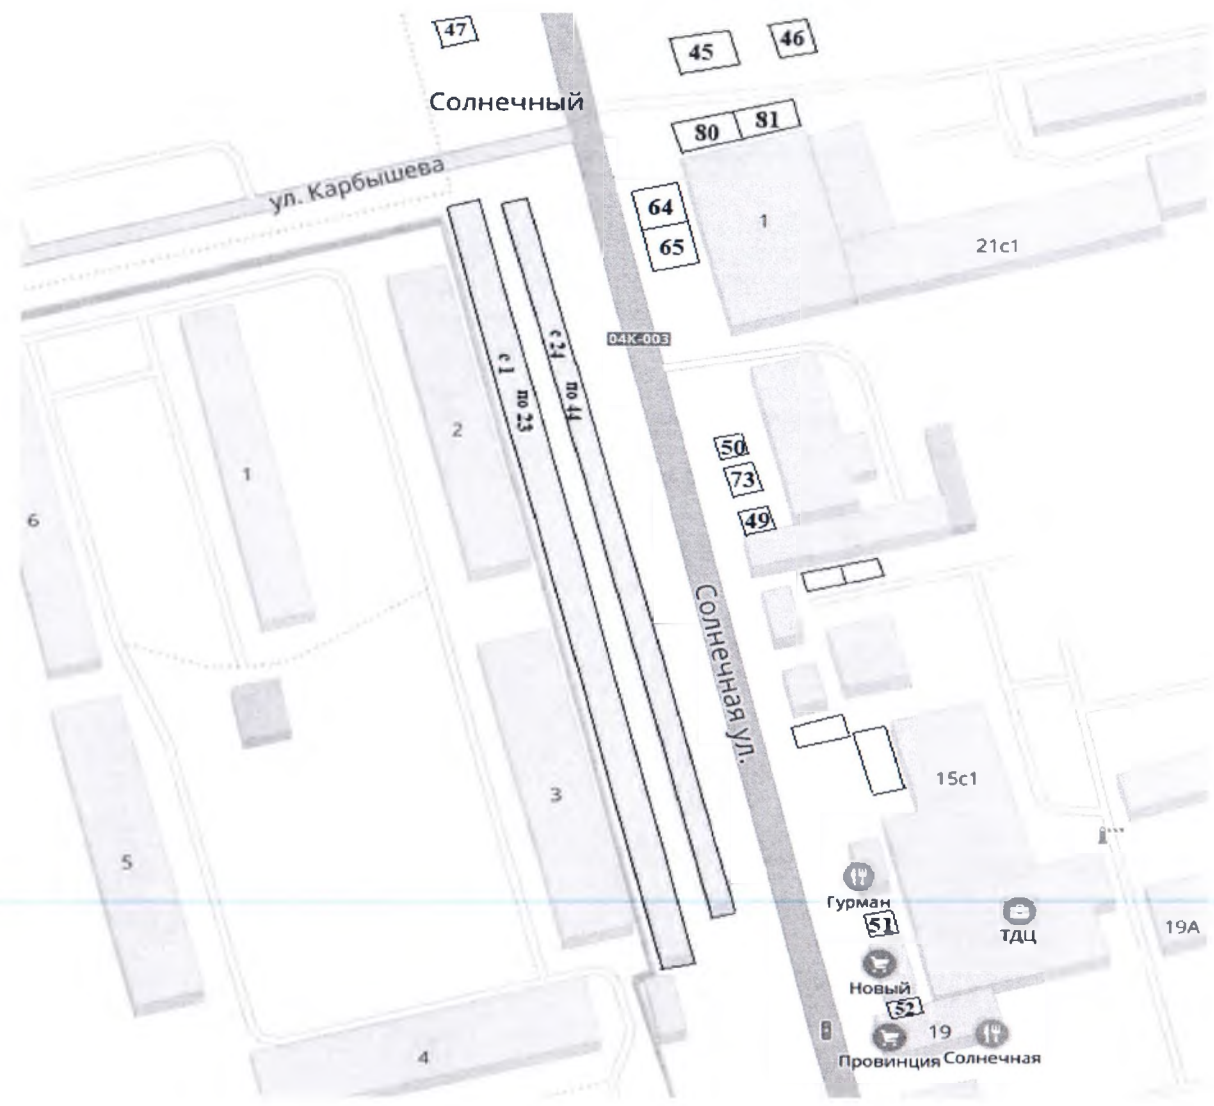 47
45
46
Солнечный
80
81
ул. Карбышева
64
65
1
21с1
04К-003
с 1
по 23
с 24
по 44
2
1
6
50
73
49
Солнечная ул.
3
15с1
5
Гурман
51
ТДЦ
19А
Новый
52
19
Провинция
Солнечная
4